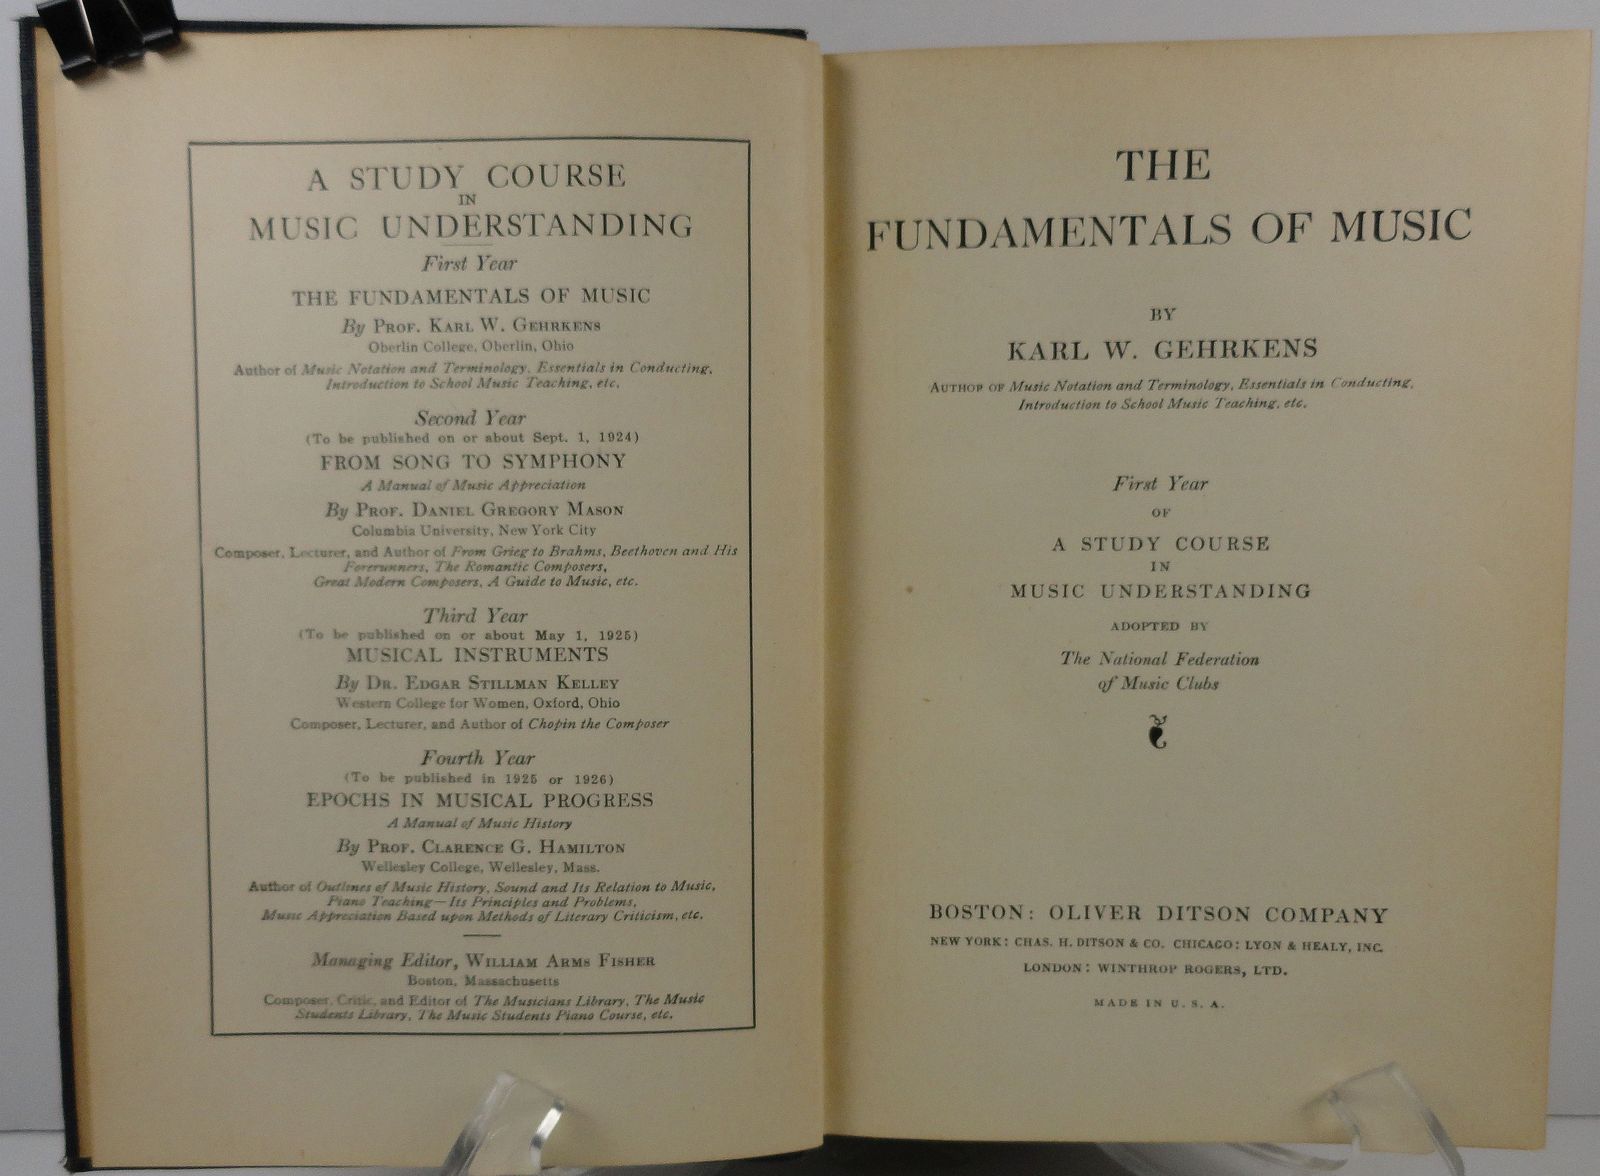 A STUDY COURSE
IN
MUSIC UNDERSTANDING
First Year
THE FUNDAMENTALS OF MUSIC
By PROF. KARL W. GEHRKENS
Oberlin College, Oberlin, Ohio
Author of Music Notation and Terminology, Essentials in Conducting,
Introduction to School Music Teaching, etc.
Second Year
(To be published on or about Sept. 1, 1924)
FROM SONG TO SYMPHONY
A Manual of Music Appreciation
By PROF. DANIEL GREGORY MASON
Columbia University, New York City
Composer, Lecturer, and Author of From Grieg to Brahms, Beethoven and His
Forerunners, The Romantic Composers,
Great Modern Composers, A Guide to Music, etc.
Third Year
(To be published on or about May 1, 1925)
MUSICAL INSTRUMENTS
By DR. EDGAR STILLMAN KELLEY
Western College for Women, Oxford, Ohio
Composer, Lecturer, and Author of Chopin the Composer
Fourth Year
(To be published in 1925 or 1926)
EPOCHS IN MUSICAL PROGRESS
A Manual of Music History
By PROF. CLARENCE G. HAMILTON
Wellesley College, Wellesley, Mass.
Author of Outlines of Music History, Sound and Its Relation to Music,
Piano Teaching—Its Principles and Problems,
Music Appreciation Based upon Methods of Literary Criticism, etc.
Managing Editor, WILLIAM ARMS FISHER
Boston, Massachusetts
Composer, Critic, and Editor of The Musicians Library, The Music
Students Library, The Music Students Piano Course, etc.
THE
FUNDAMENTALS OF MUSIC
BY
KARL W. GEHRKENS
AUTHOR OF Music Notation and Terminology, Essentials in Conducting,
Introduction to School Music Teaching, etc.
First Year
OF
A STUDY COURSE
IN
MUSIC UNDERSTANDING
ADOPTED BY
The National Federation
of Music Clubs
BOSTON: OLIVER DITSON COMPANY
NEW YORK: CHAS. H. DITSON & CO. CHICAGO: LYON & HEALY, INC.
LONDON: WINTHROP ROGERS, LTD.
MADE IN U. S. A.